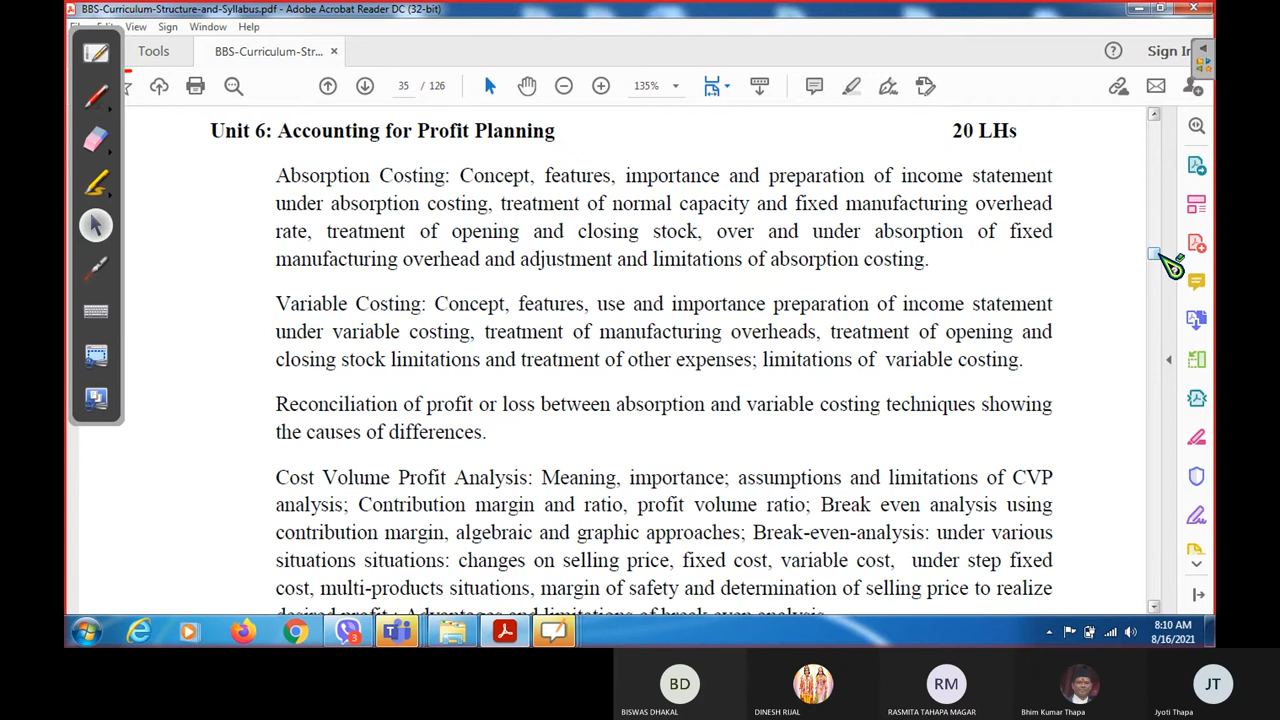 BBS-Curriculum-Structure-and-Syllabus.pdf - Adobe Acrobat Reader DC (32-bit)
View Sign Window Help
Tools BBS-Curriculum-Str... × Sign In
35 / 126 135%
Unit 6: Accounting for Profit Planning 20 LHs
Absorption Costing: Concept, features, importance and preparation of income statement
under absorption costing, treatment of normal capacity and fixed manufacturing overhead
rate, treatment of opening and closing stock, over and under absorption of fixed
manufacturing overhead and adjustment and limitations of absorption costing.
Variable Costing: Concept, features, use and importance preparation of income statement
under variable costing, treatment of manufacturing overheads, treatment of opening and
closing stock limitations and treatment of other expenses; limitations of variable costing.
Reconciliation of profit or loss between absorption and variable costing techniques showing
the causes of differences.
Cost Volume Profit Analysis: Meaning, importance; assumptions and limitations of CVP
analysis; Contribution margin and ratio, profit volume ratio; Break even analysis using
contribution margin, algebraic and graphic approaches; Break-even-analysis: under various
situations situations: changes on selling price, fixed cost, variable cost, under step fixed
cost, multi-products situations, margin of safety and determination of selling price to realize
desired profit.; Advantages and limitations of break even analysis
3
8:10 AM
8/16/2021
BD RM JT
BISWAS DHAKAL DINESH RIJAL RASMITA TAHAPA MAGAR Bhim Kumar Thapa Jyoti Thapa